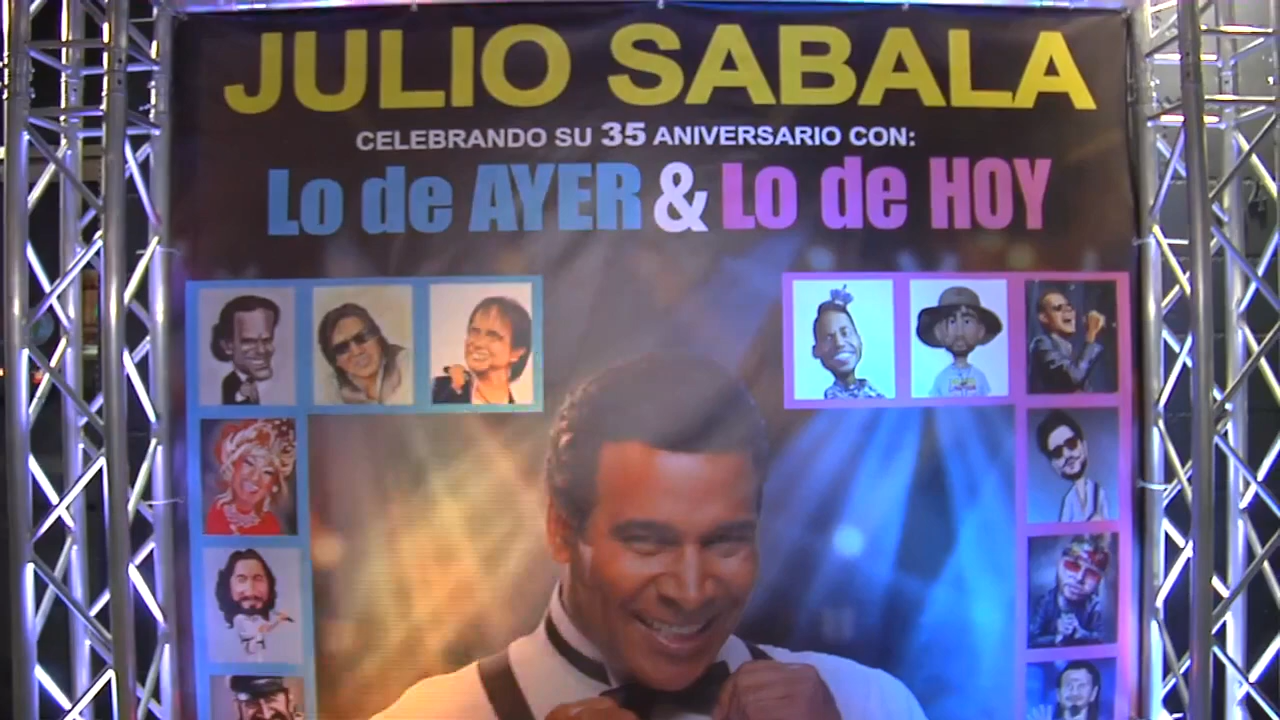 JULIO SABALA
CELEBRANDO SU 35 ANIVERSARIO CON:
Lo de AYER & Lo de HOY